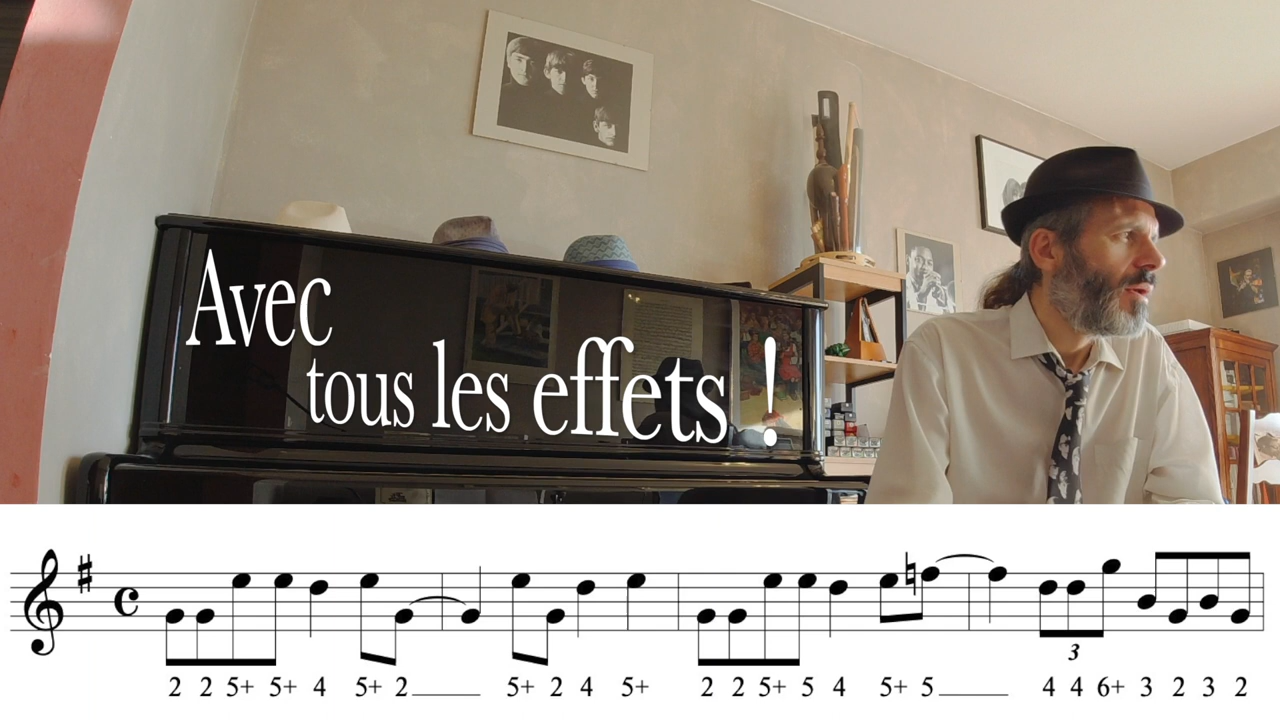 Avec
tous les effets !
3
2 2 5+ 5+ 4 5+ 2 5+ 2 4 5+ 2 2 5+ 5 4 5+ 5 4 4 6+ 3 2 3 2